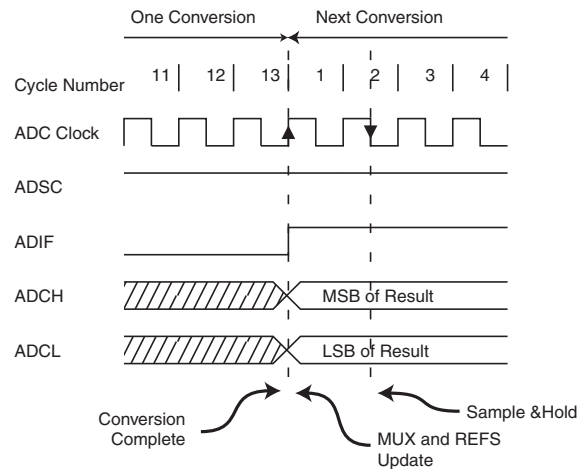 One Conversion Next Conversion
Cycle Number 11 12 13 1 2 3 4
ADC Clock
ADSC
ADIF
ADCH MSB of Result
ADCL LSB of Result
Conversion
Complete
MUX and REFS
Update
Sample &Hold